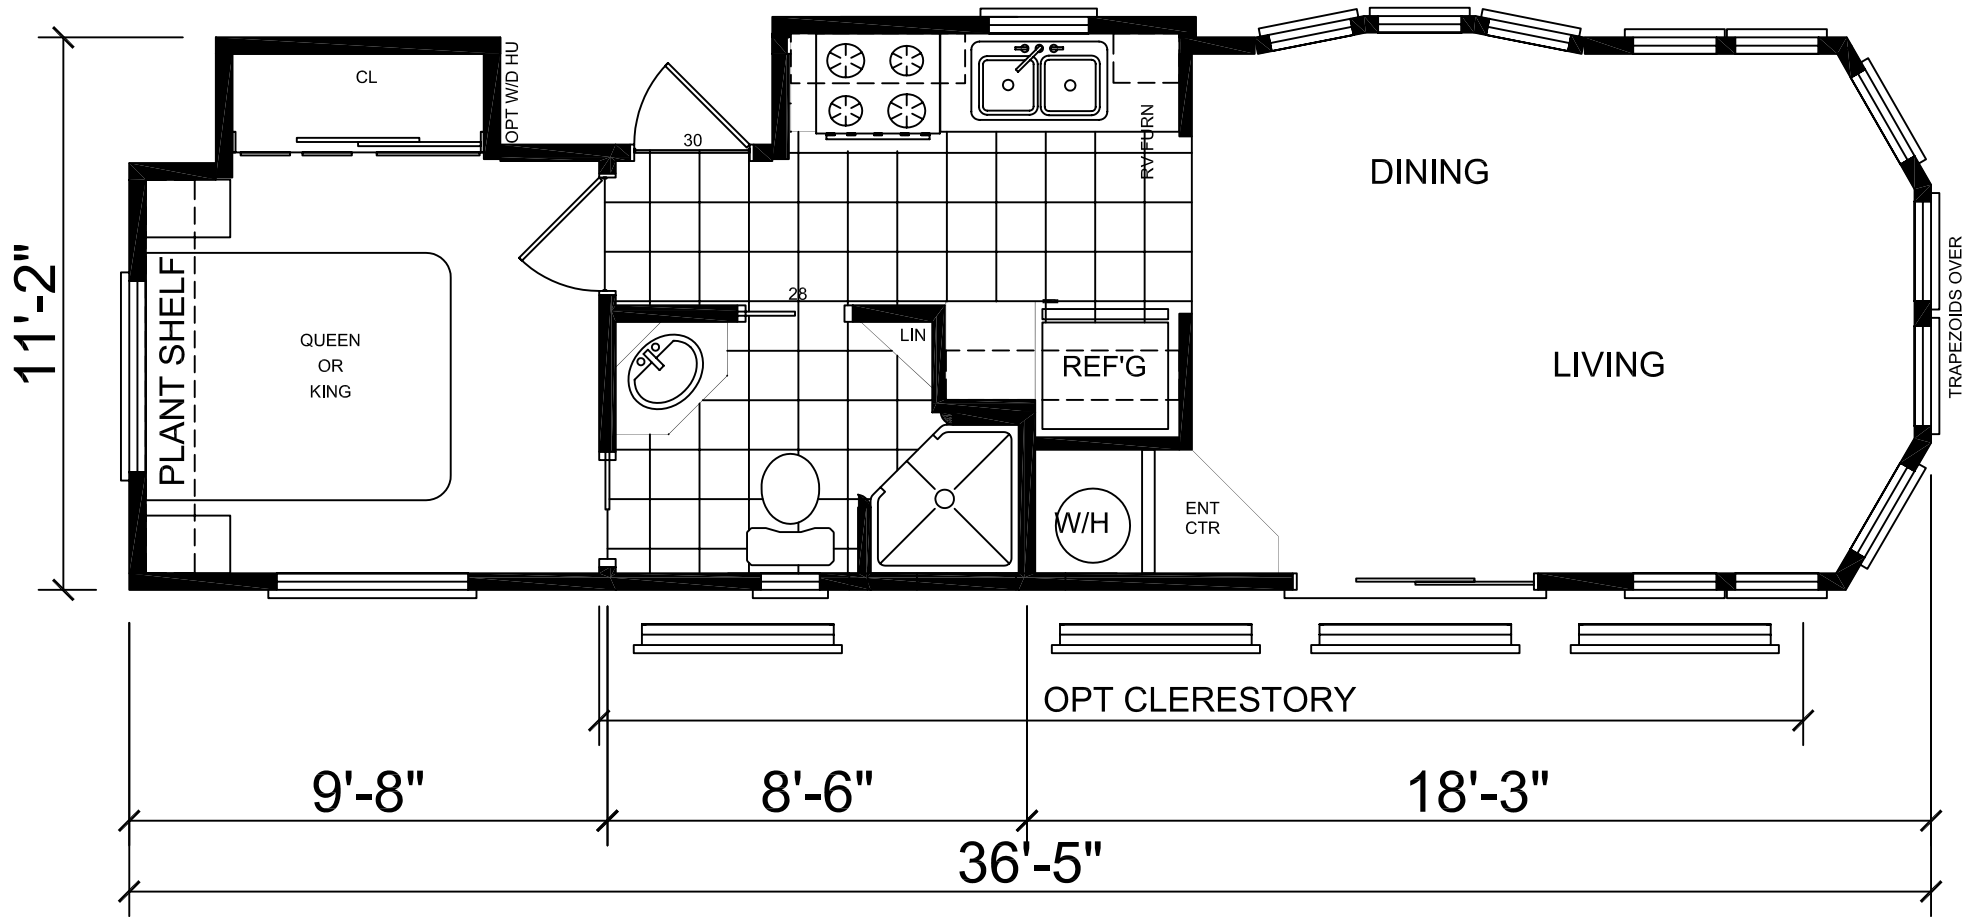 CL
OPT W/D HU
30
RV FURN
DINING
11'-2"
PLANT SHELF
QUEEN
OR
KING
28
LIN
REF'G
LIVING
TRAPEZOIDS OVER
W/H
ENT
CTR
OPT CLERESTORY
9'-8"
8'-6"
18'-3"
36'-5"